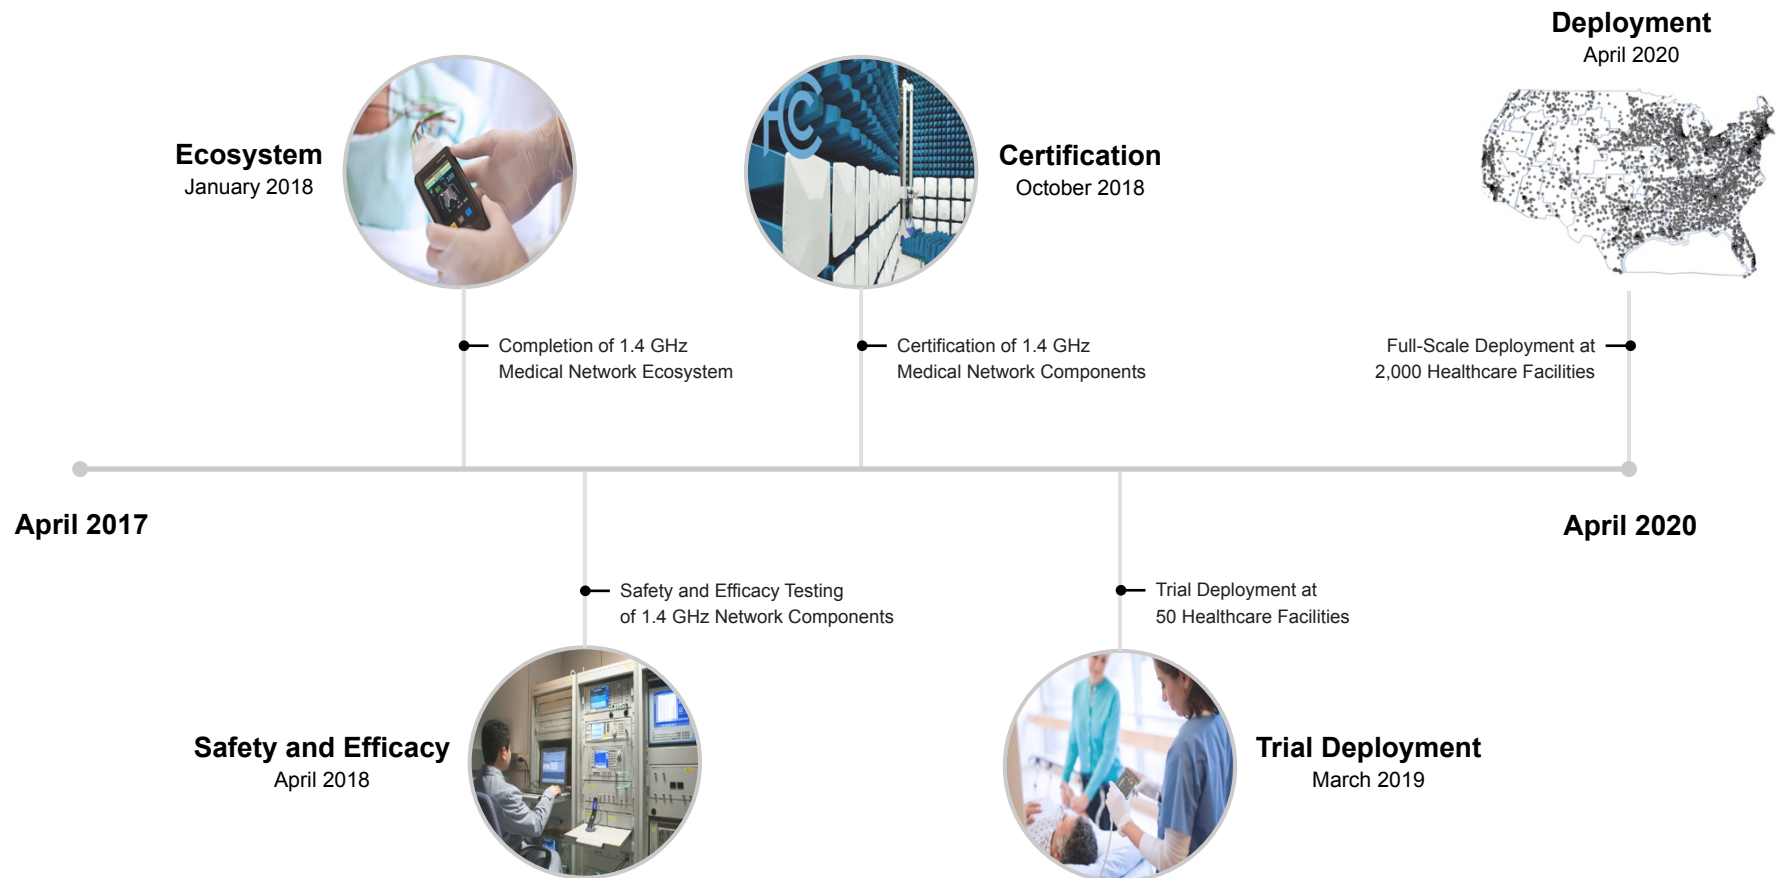 Deployment
April 2020
Ecosystem
January 2018
FCC
Certification
October 2018
Completion of 1.4 GHz
Medical Network Ecosystem
Certification of 1.4 GHz
Medical Network Components
Full-Scale Deployment at
2,000 Healthcare Facilities
April 2017
April 2020
Safety and Efficacy Testing
of 1.4 GHz Network Components
Trial Deployment at
50 Healthcare Facilities
Safety and Efficacy
April 2018
Trial Deployment
March 2019